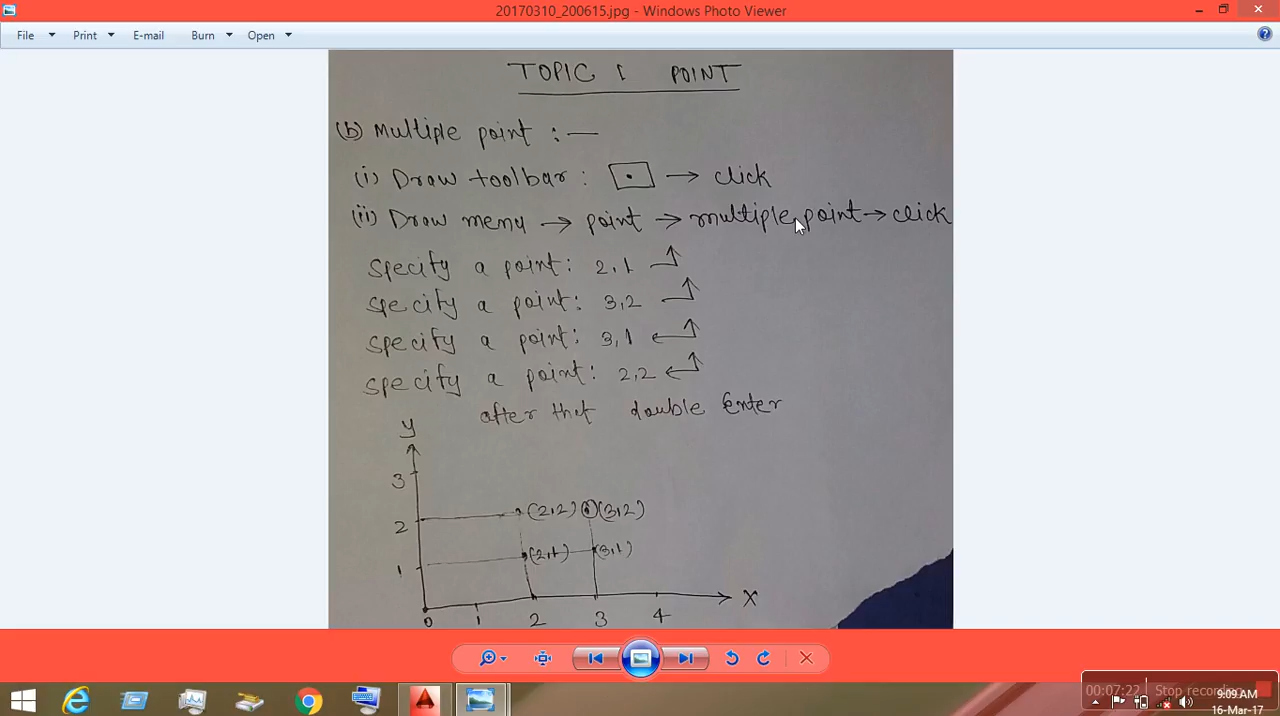 20170310_200615.jpg - Windows Photo Viewer
File Print E-mail Burn Open
TOPIC : POINT
(b) Multiple point :—
(i) Draw toolbar : → click
(ii) Draw menu → point → multiple point → click
Specify a point: 2,1
specify a point: 3,2
specify a point: 3,1
specify a point: 2,2
after that double Enter
y
3
2 (2,2) (3,2)
1 (2,1) (3,1)
0 1 2 3 4 X
00:07:22 Stop recording
9:09 AM
16-Mar-17